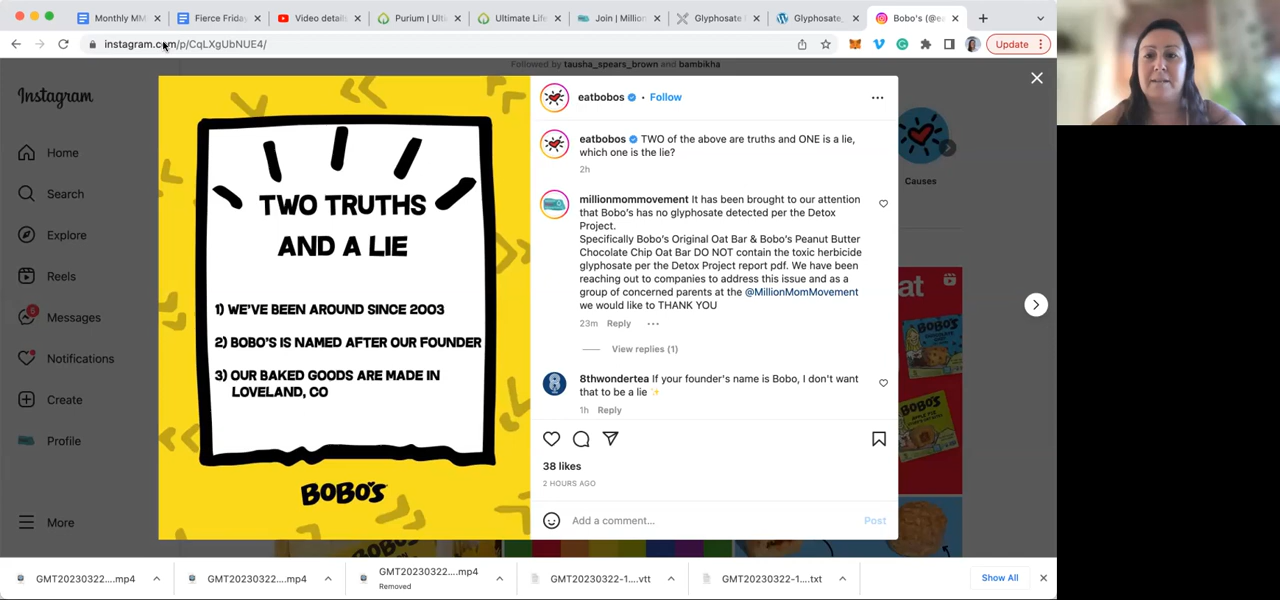 Monthly MM
Fierce Friday
Video details
Purium | Ult
Ultimate Life
Join | Million
Glyphosate
Glyphosate,
Bobo's (@ea
instagram.com/p/CqLXgUbNUE4/
Update
Followed by tausha_spears_brown and bambikha
Instagram
Home
Search
Explore
Reels
6
Messages
Notifications
Create
Profile
More
TWO TRUTHS
AND A LIE
1) WE'VE BEEN AROUND SINCE 2003
2) BOBO'S IS NAMED AFTER OUR FOUNDER
3) OUR BAKED GOODS ARE MADE IN
LOVELAND, CO
BOBO'S
eatbobos • Follow
eatbobos TWO of the above are truths and ONE is a lie,
which one is the lie?
2h
millionmommovement It has been brought to our attention
that Bobo's has no glyphosate detected per the Detox
Project.
Specifically Bobo's Original Oat Bar & Bobo's Peanut Butter
Chocolate Chip Oat Bar DO NOT contain the toxic herbicide
glyphosate per the Detox Project report pdf. We have been
reaching out to companies to address this issue and as a
group of concerned parents at the @MillionMomMovement
we would like to THANK YOU
23m Reply
View replies (1)
8thwondertea If your founder's name is Bobo, I don't want
that to be a lie ✨
1h Reply
38 likes
2 HOURS AGO
Add a comment...
Post
Causes
at
BOBO'S
GMT20230322....mp4
GMT20230322....mp4
GMT20230322....mp4
Removed
GMT20230322-1....vtt
GMT20230322-1....txt
Show All